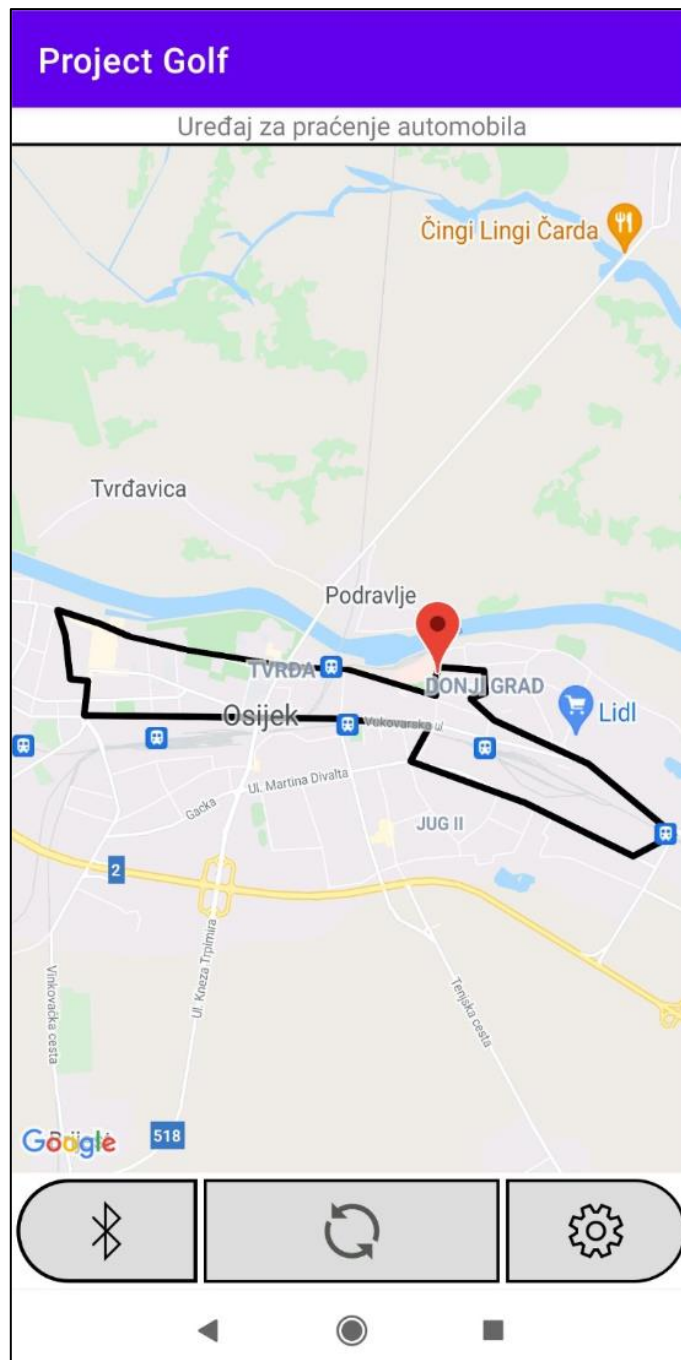 Project Golf
Uređaj za praćenje automobila
Čingi Lingi Čarda
Tvrđavica
Podravlje
TVRĐA
DONJI GRAD
Osijek
Vukovarska ul.
Lidl
Ul. Martina Divalta
Gacka
JUG II
2
Ul. Kneza Trpimira
Vinkovačka cesta
Tenjska cesta
Google
518